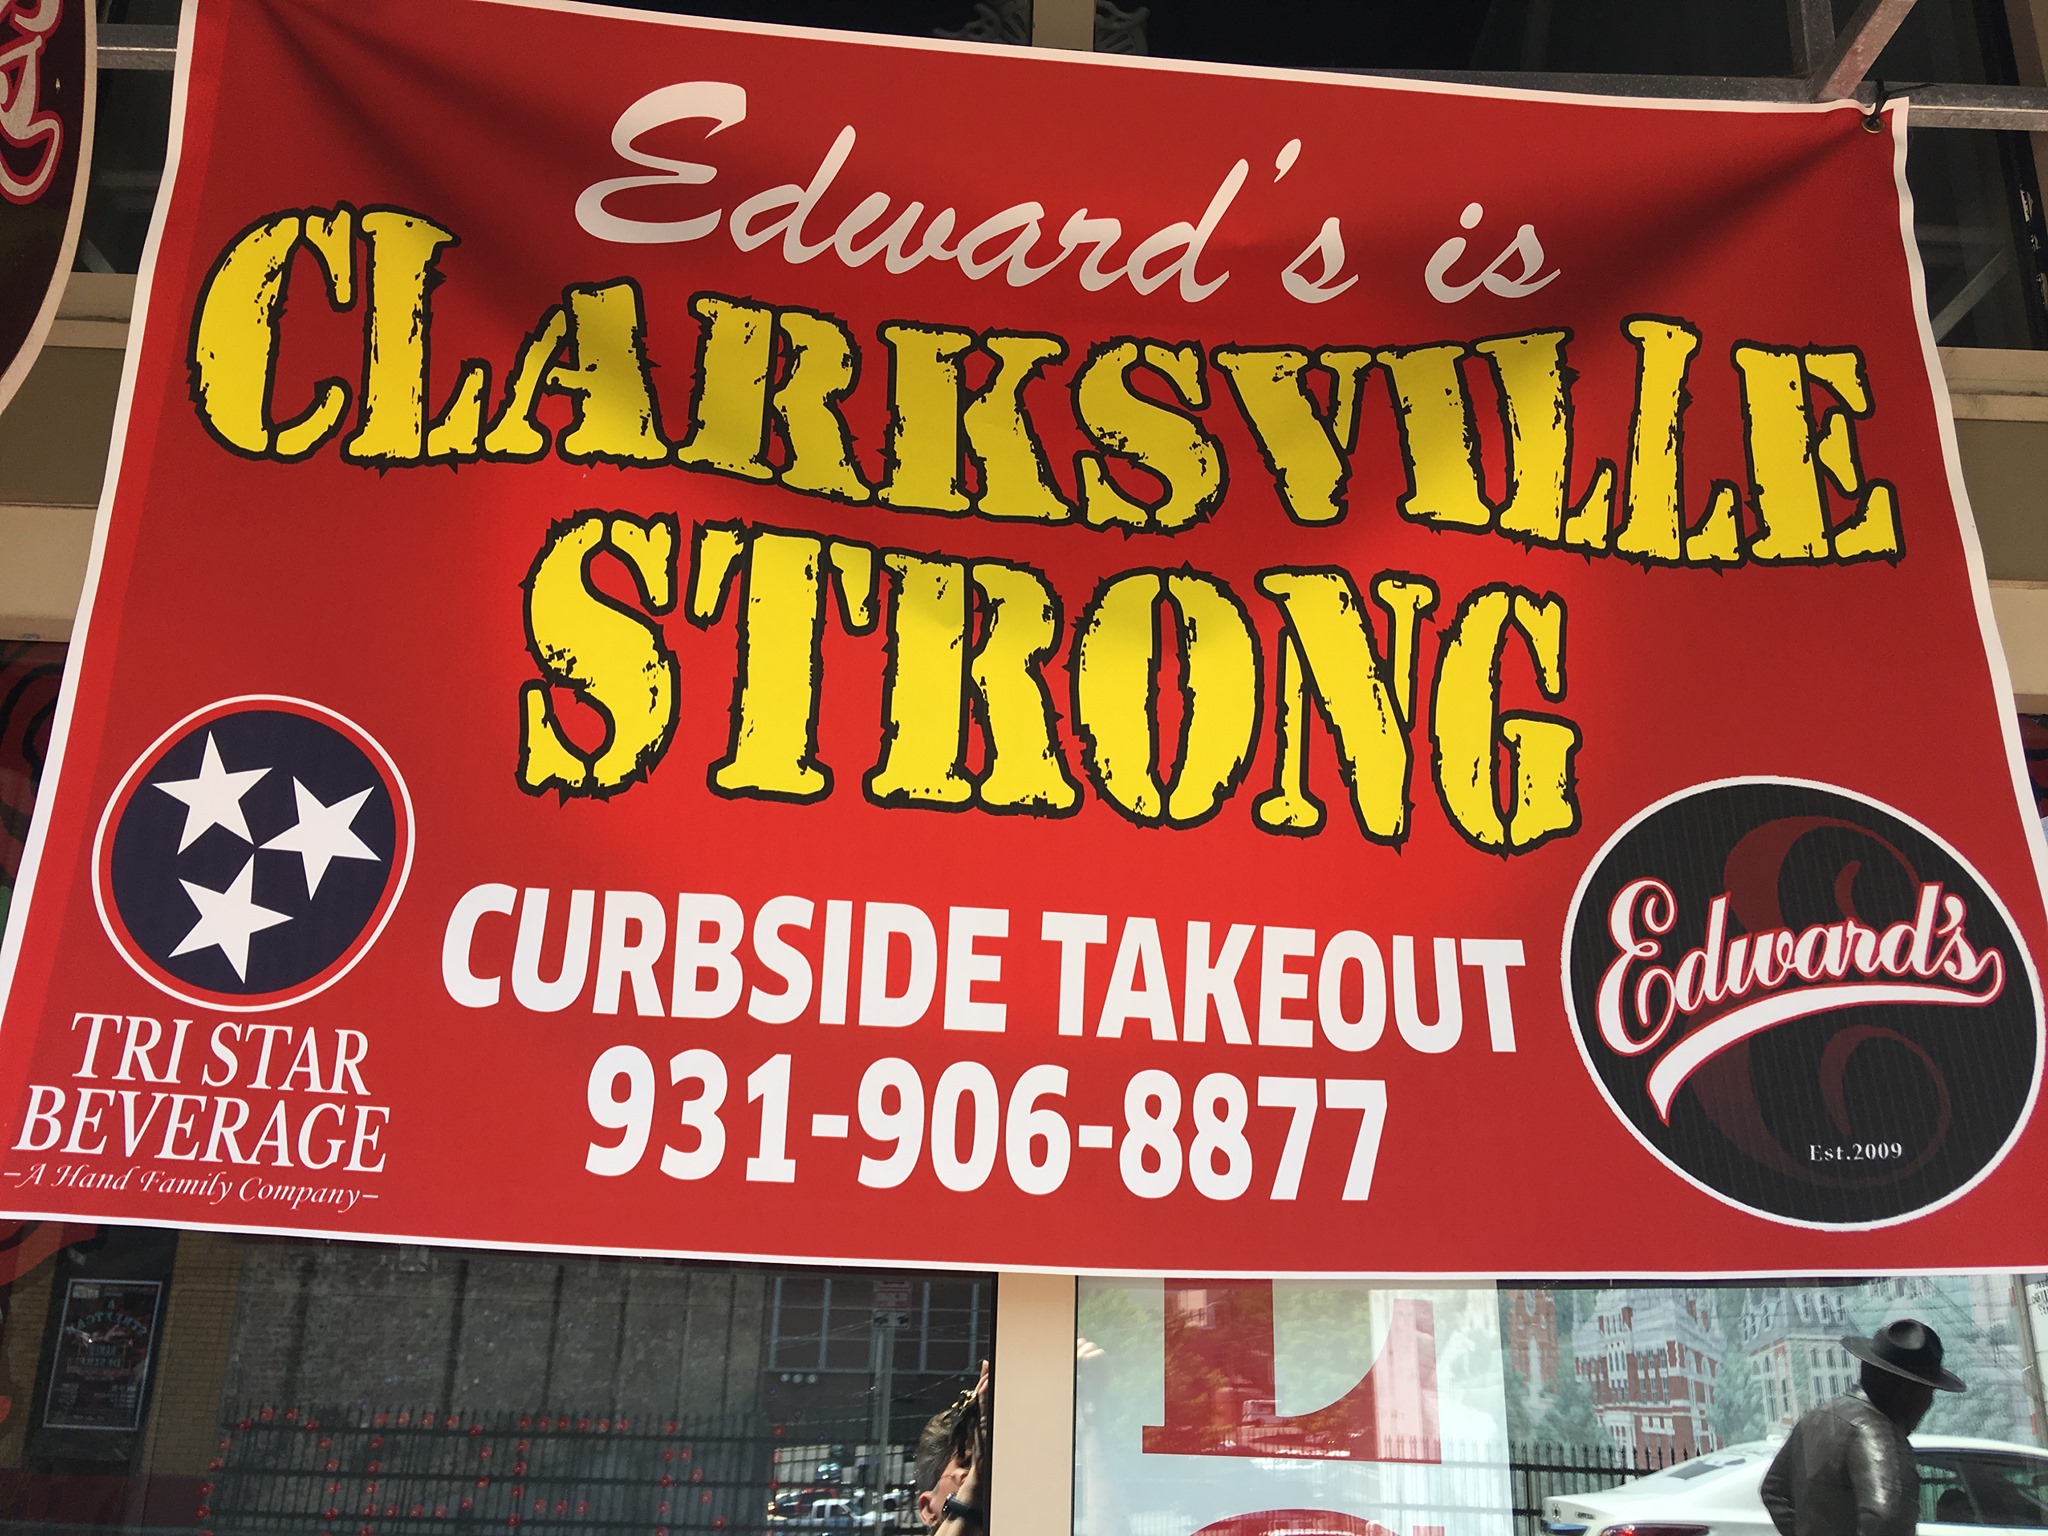 Edward's is
CLARKSVILLE
STRONG
CURBSIDE TAKEOUT
931-906-8877
TRI STAR
BEVERAGE
-A Hand Family Company-
Edward's
Est.2009